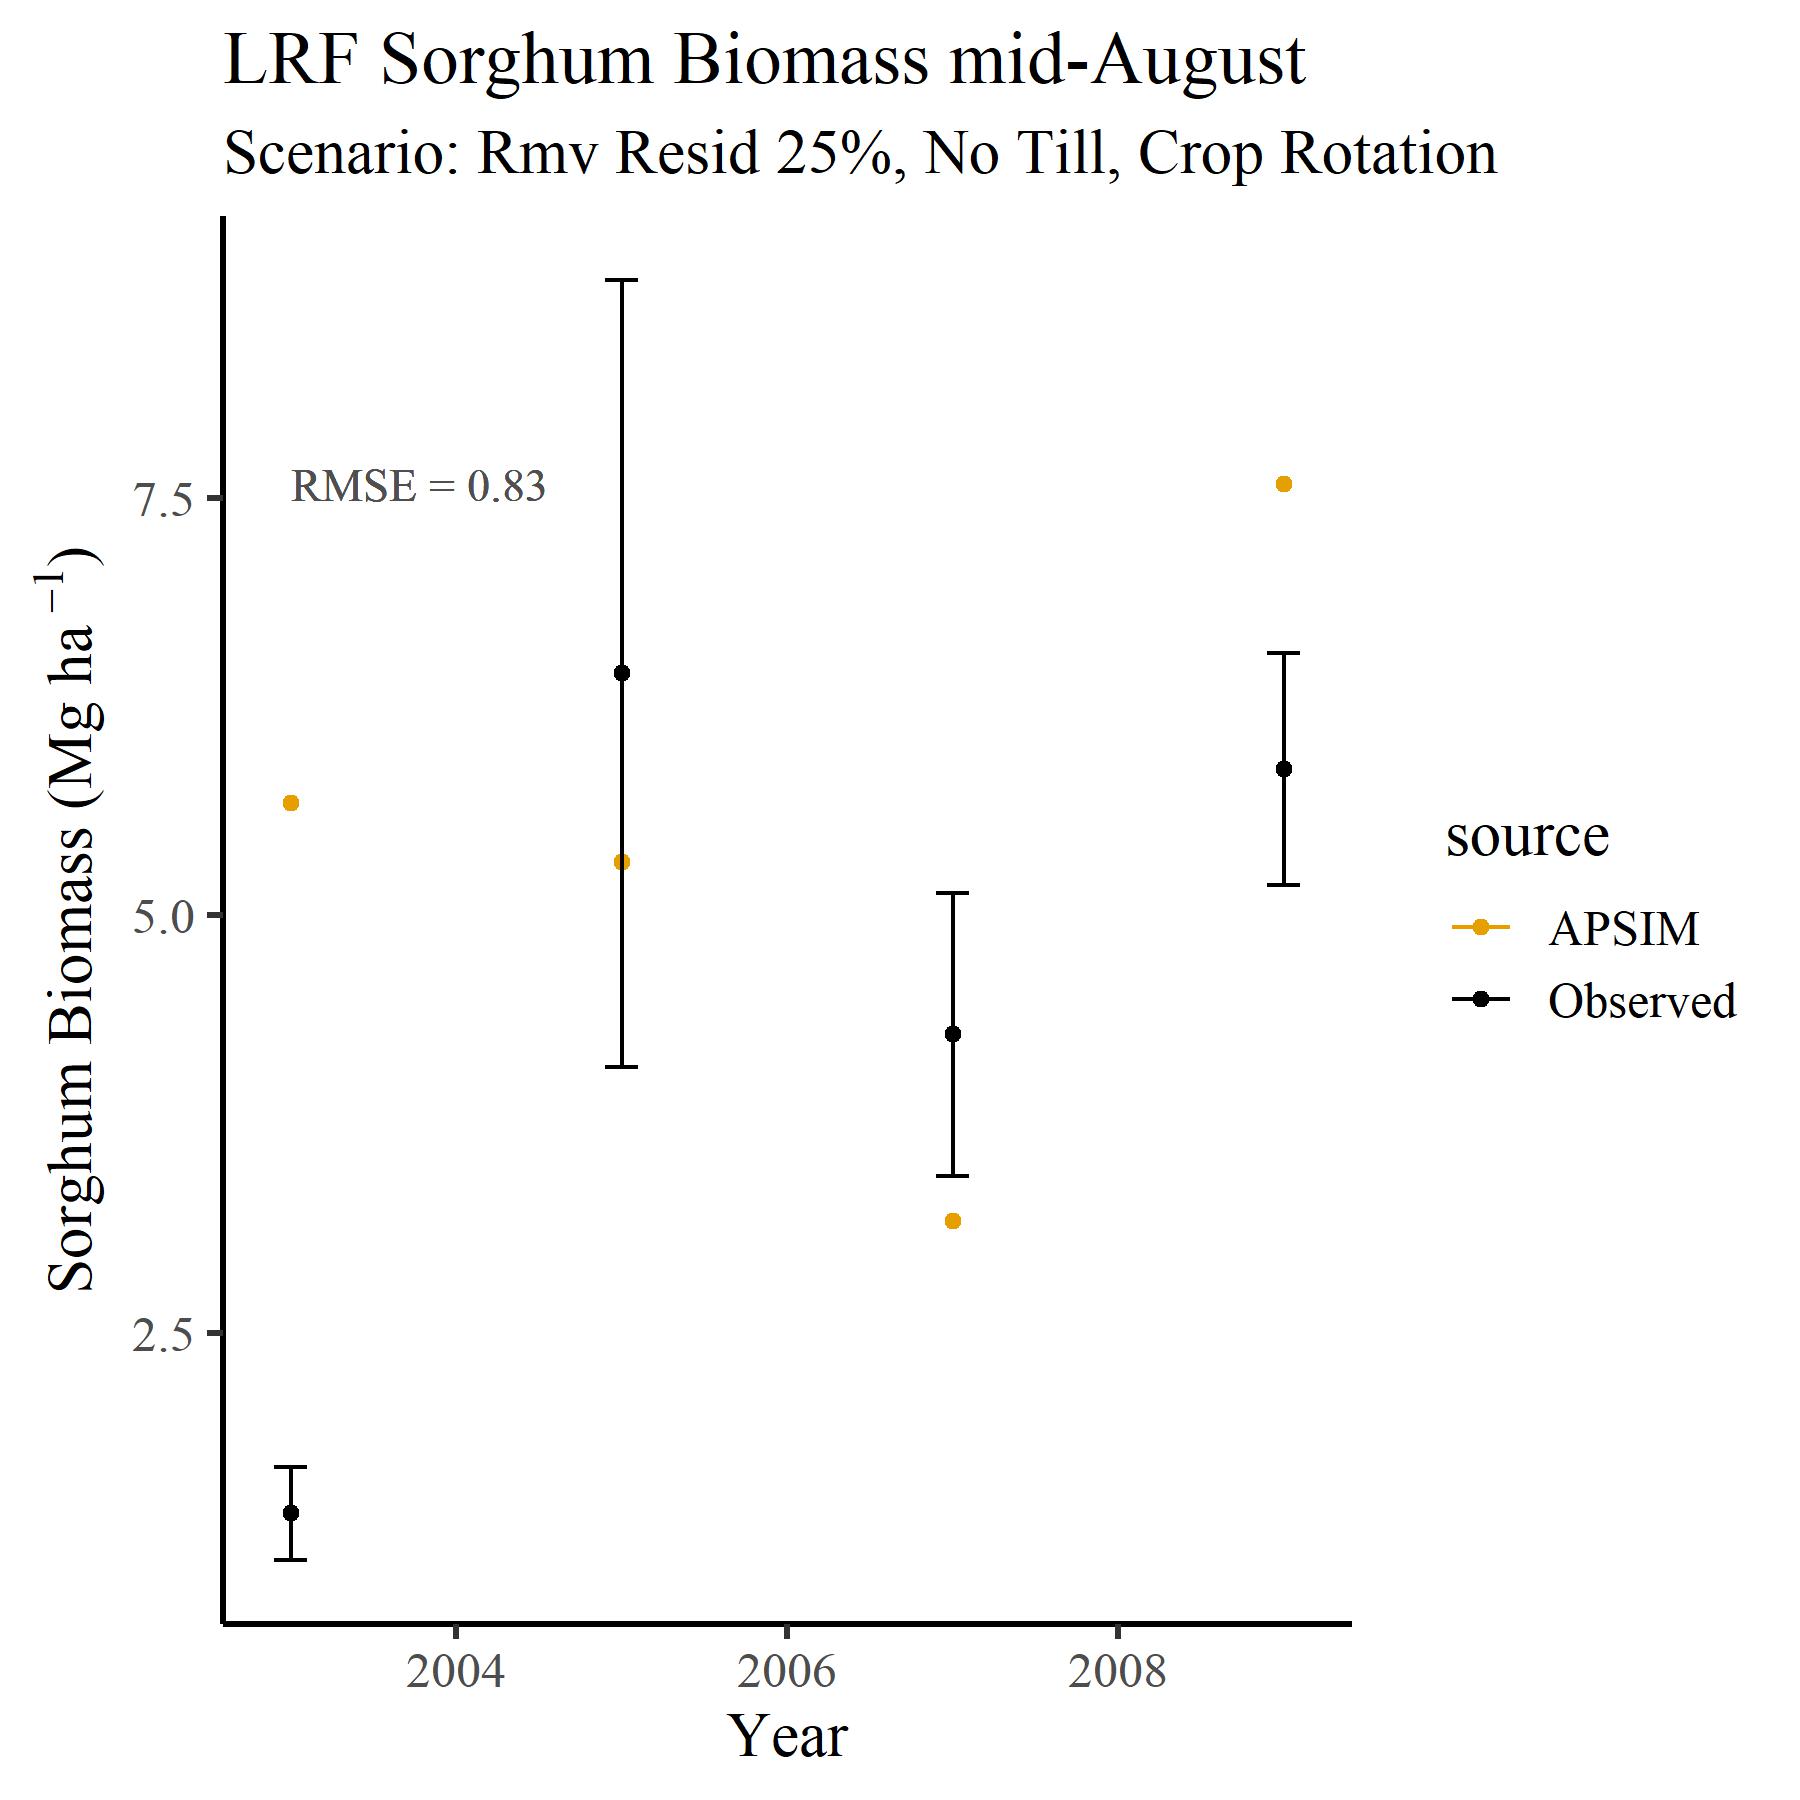 LRF Sorghum Biomass mid-August
Scenario: Rmv Resid 25%, No Till, Crop Rotation
Sorghum Biomass (Mg ha⁻¹)
7.5
5.0
2.5
RMSE = 0.83
2004
2006
2008
Year
source
APSIM
Observed